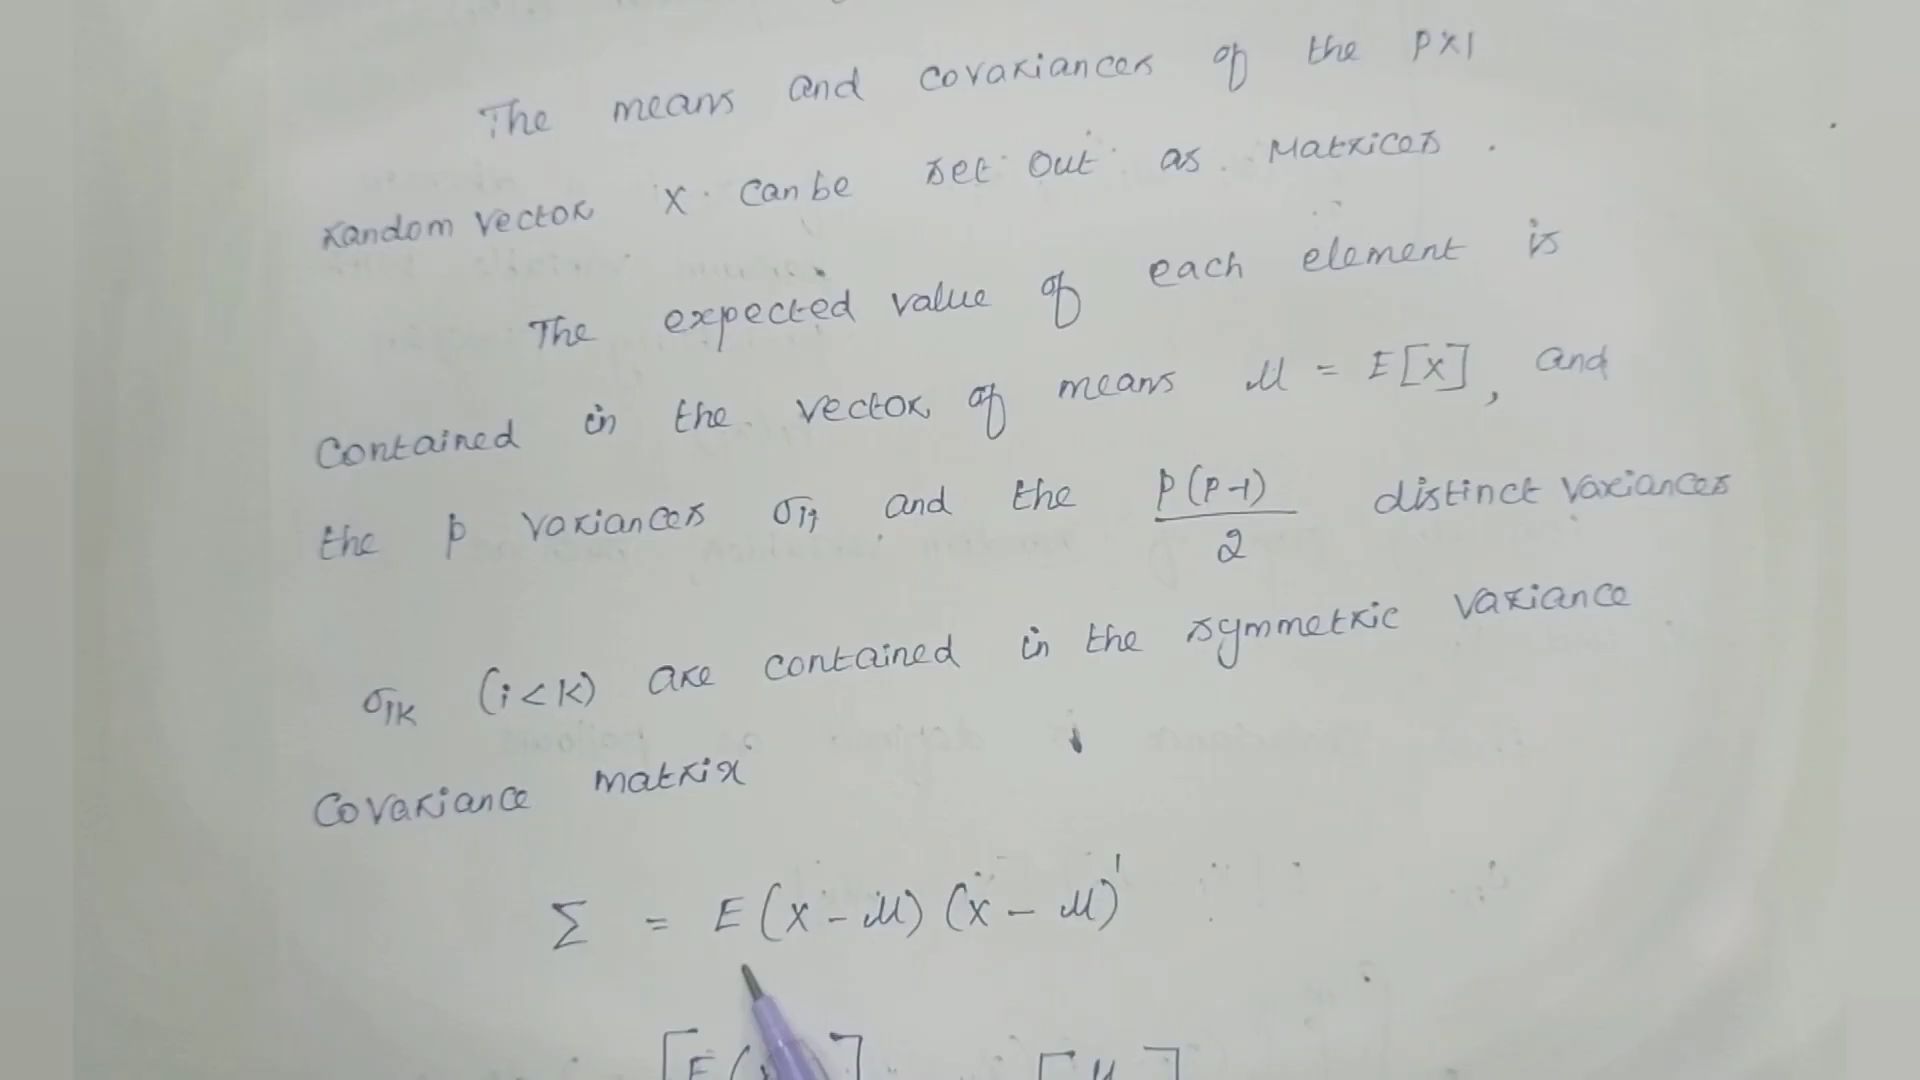 The means and covariances of the p×1
random vector X can be set out as Matrices.
The expected value of each element is
contained in the vector of means μ = E[X], and
the p variances σii and the p(p-1)/2 distinct variances
σik (i<k) are contained in the symmetric variance
covariance matrix
Σ = E(X-μ)(X-μ)'